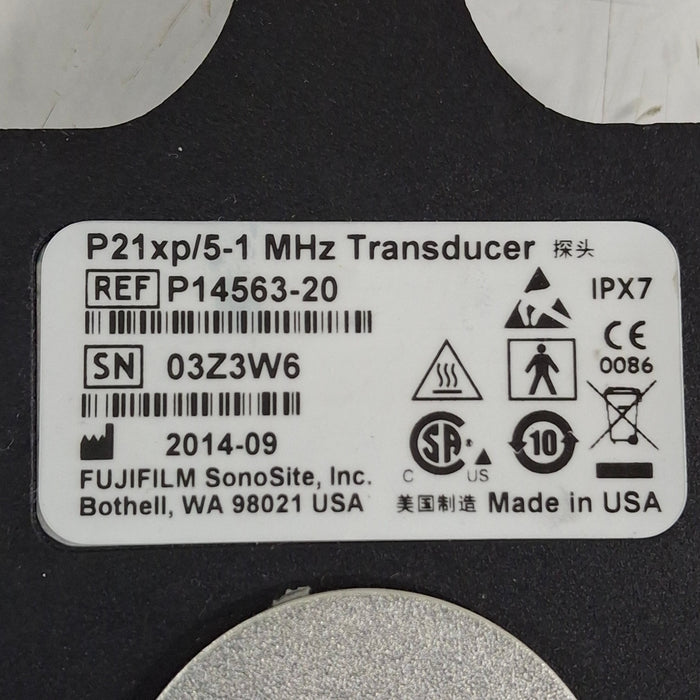 P21xp/5-1 MHz Transducer 探头
REF P14563-20
IPX7
CE
0086
SN 03Z3W6
2014-09
SA
C US
10
FUJIFILM SonoSite, Inc.
Bothell, WA 98021 USA
美国制造 Made in USA